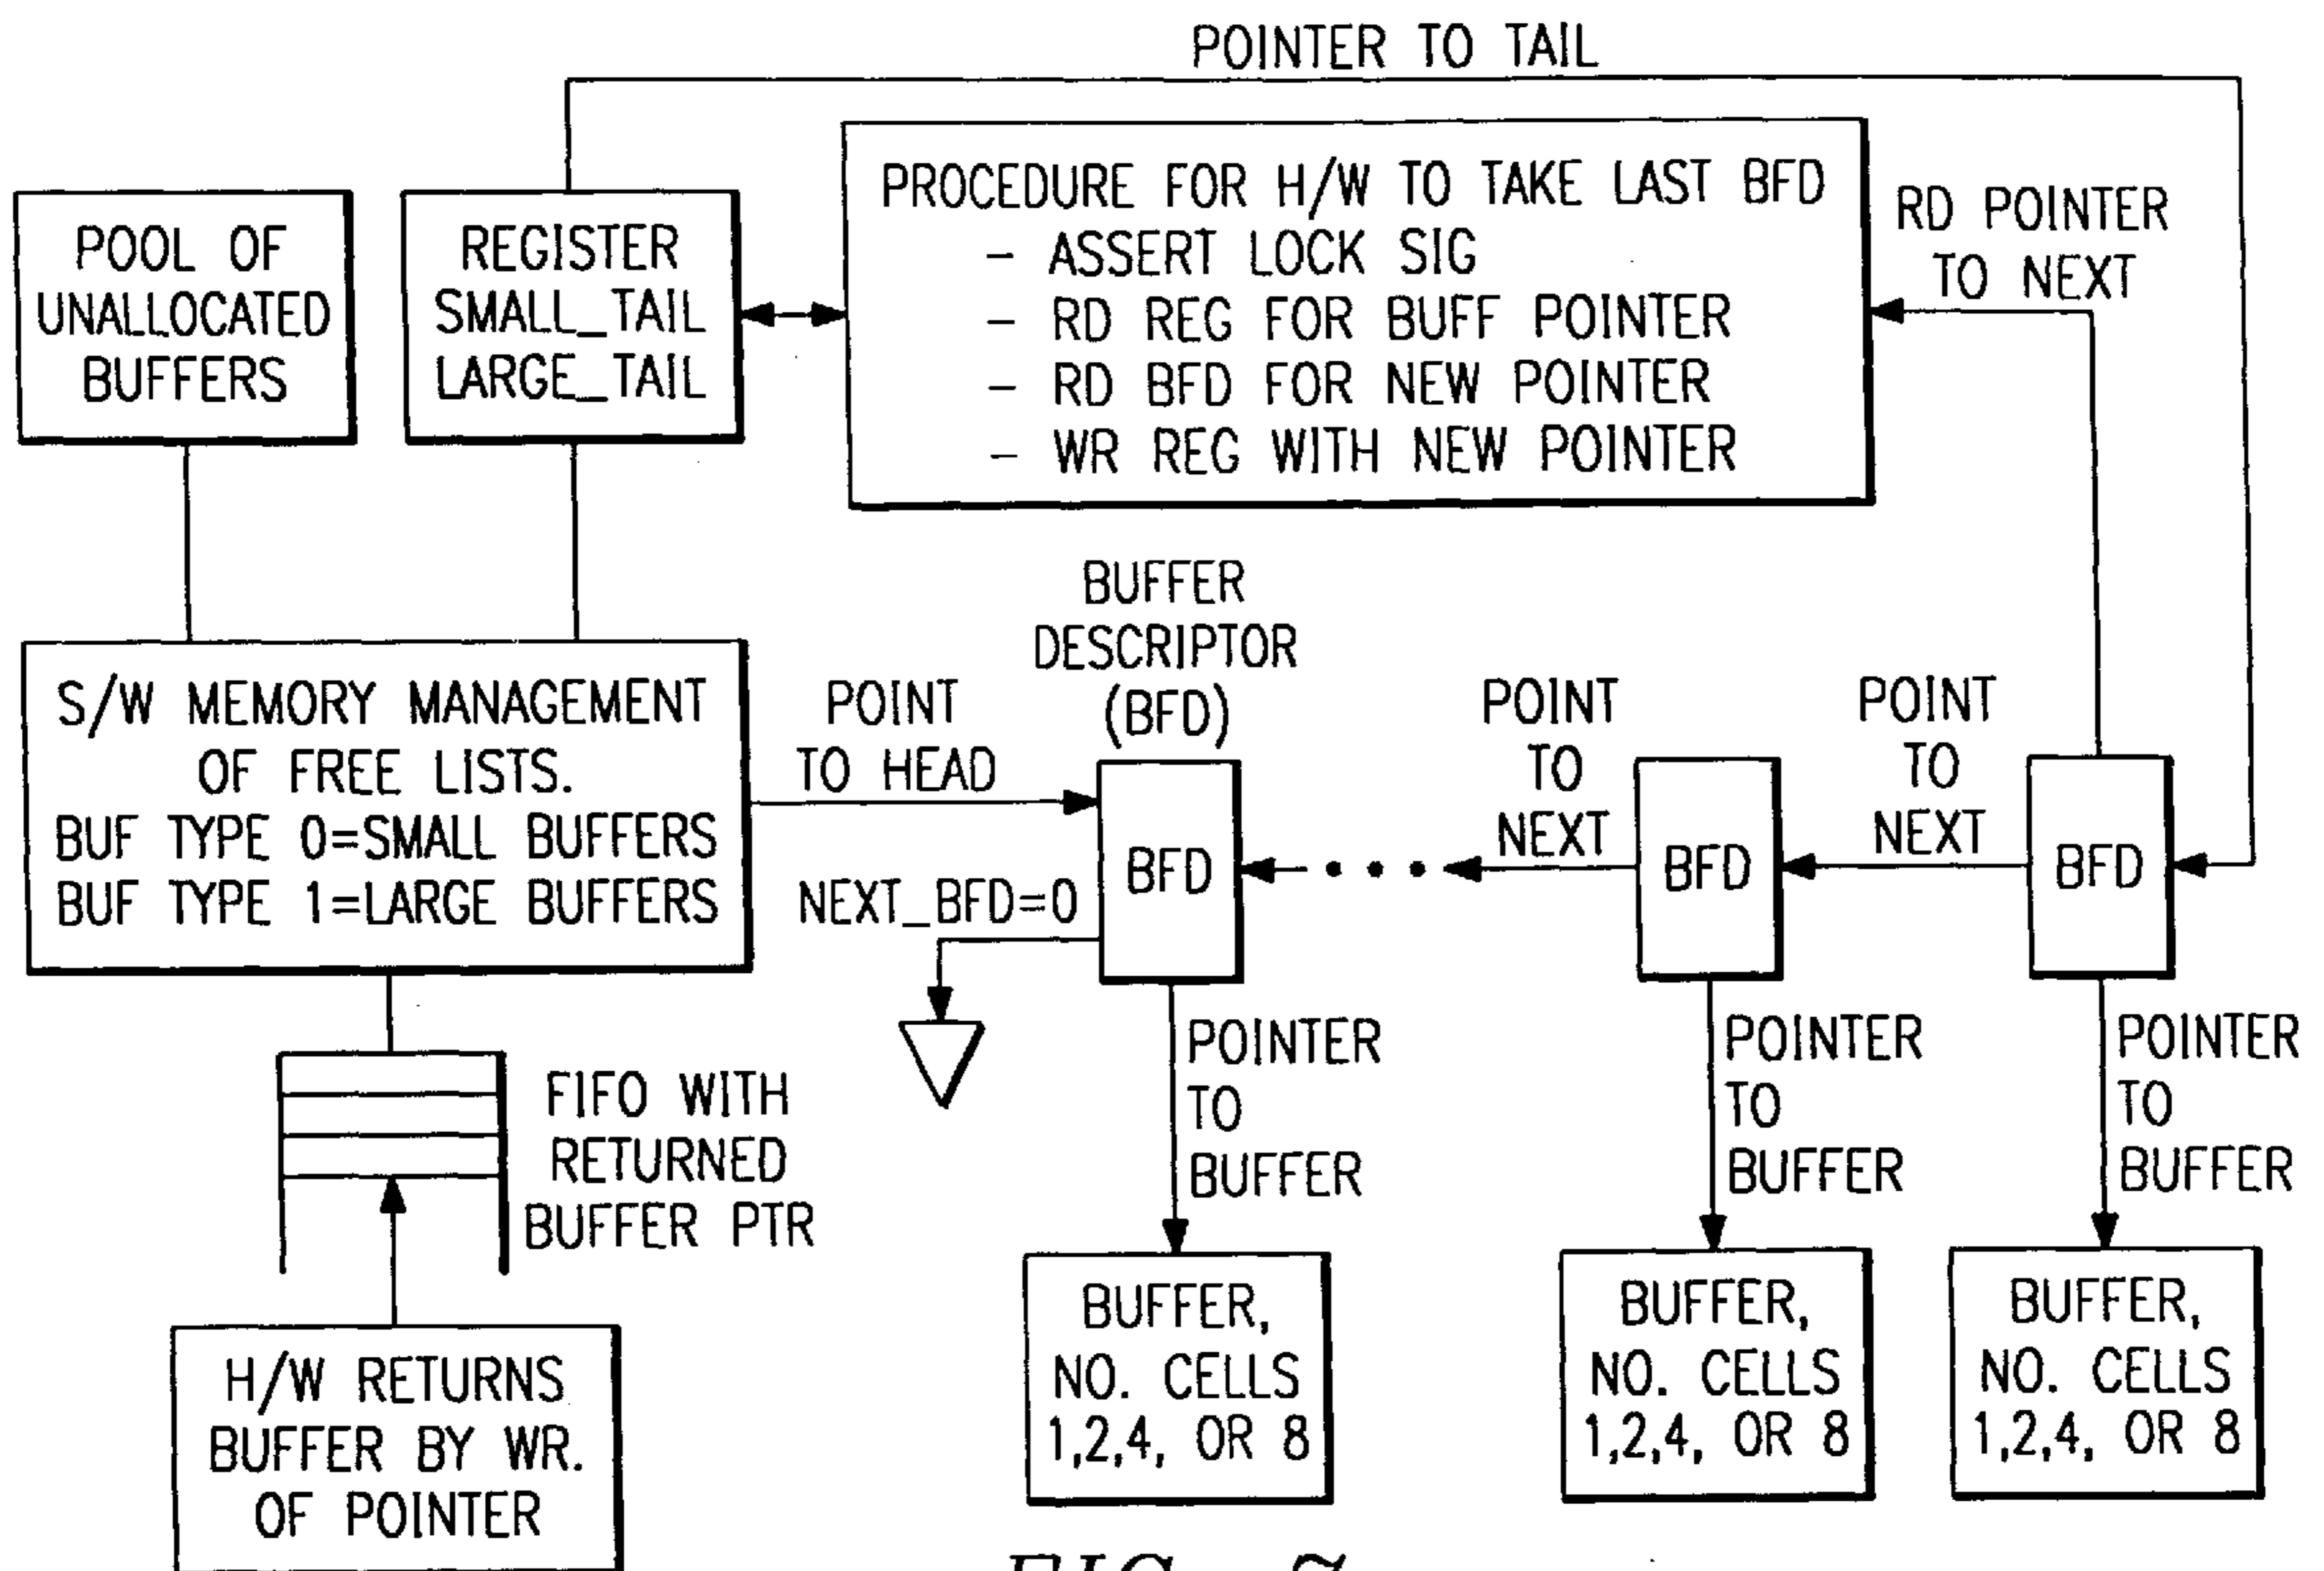 POINTER TO TAIL
POOL OF
UNALLOCATED
BUFFERS
REGISTER
SMALL_TAIL
LARGE_TAIL
PROCEDURE FOR H/W TO TAKE LAST BFD
- ASSERT LOCK SIG
- RD REG FOR BUFF POINTER
- RD BFD FOR NEW POINTER
- WR REG WITH NEW POINTER
RD POINTER
TO NEXT
S/W MEMORY MANAGEMENT
OF FREE LISTS.
BUF TYPE 0=SMALL BUFFERS
BUF TYPE 1=LARGE BUFFERS
POINT
TO HEAD
BUFFER
DESCRIPTOR
(BFD)
NEXT_BFD=0
BFD
POINT
TO
NEXT
BFD
POINT
TO
NEXT
BFD
FIFO WITH
RETURNED
BUFFER PTR
POINTER
TO
BUFFER
POINTER
TO
BUFFER
POINTER
TO
BUFFER
H/W RETURNS
BUFFER BY WR.
OF POINTER
BUFFER,
NO. CELLS
1,2,4, OR 8
BUFFER,
NO. CELLS
1,2,4, OR 8
BUFFER,
NO. CELLS
1,2,4, OR 8